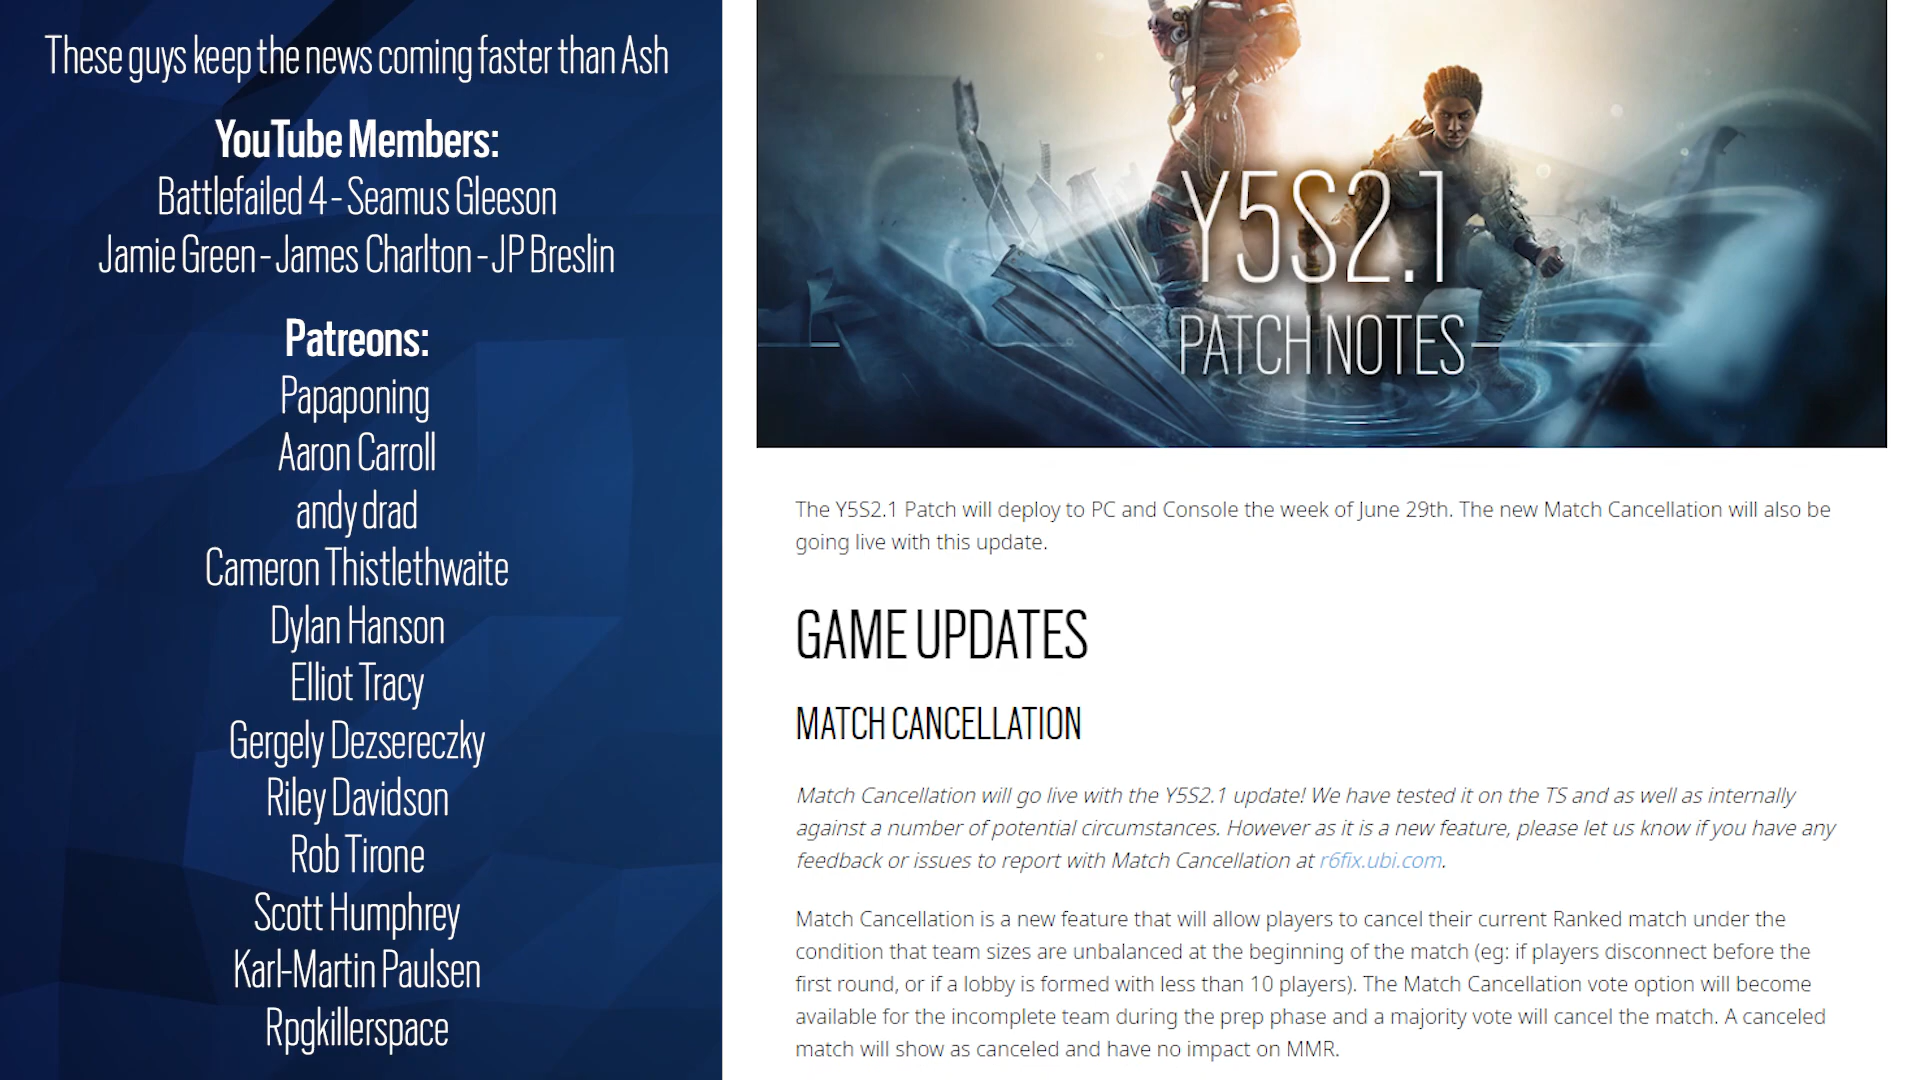 These guys keep the news coming faster than Ash
YouTube Members:
Battlefailed 4 - Seamus Gleeson
Jamie Green - James Charlton - JP Breslin
Patreons:
Papaponing
Aaron Carroll
andy drad
Cameron Thistlethwaite
Dylan Hanson
Elliot Tracy
Gergely Dezsereczky
Riley Davidson
Rob Tirone
Scott Humphrey
Karl-Martin Paulsen
Rpgkillerspace
Y5S2.1
PATCH NOTES
The Y5S2.1 Patch will deploy to PC and Console the week of June 29th. The new Match Cancellation will also be
going live with this update.
GAME UPDATES
MATCH CANCELLATION
Match Cancellation will go live with the Y5S2.1 update! We have tested it on the TS and as well as internally
against a number of potential circumstances. However as it is a new feature, please let us know if you have any
feedback or issues to report with Match Cancellation at r6fix.ubi.com.
Match Cancellation is a new feature that will allow players to cancel their current Ranked match under the
condition that team sizes are unbalanced at the beginning of the match (eg: if players disconnect before the
first round, or if a lobby is formed with less than 10 players). The Match Cancellation vote option will become
available for the incomplete team during the prep phase and a majority vote will cancel the match. A canceled
match will show as canceled and have no impact on MMR.